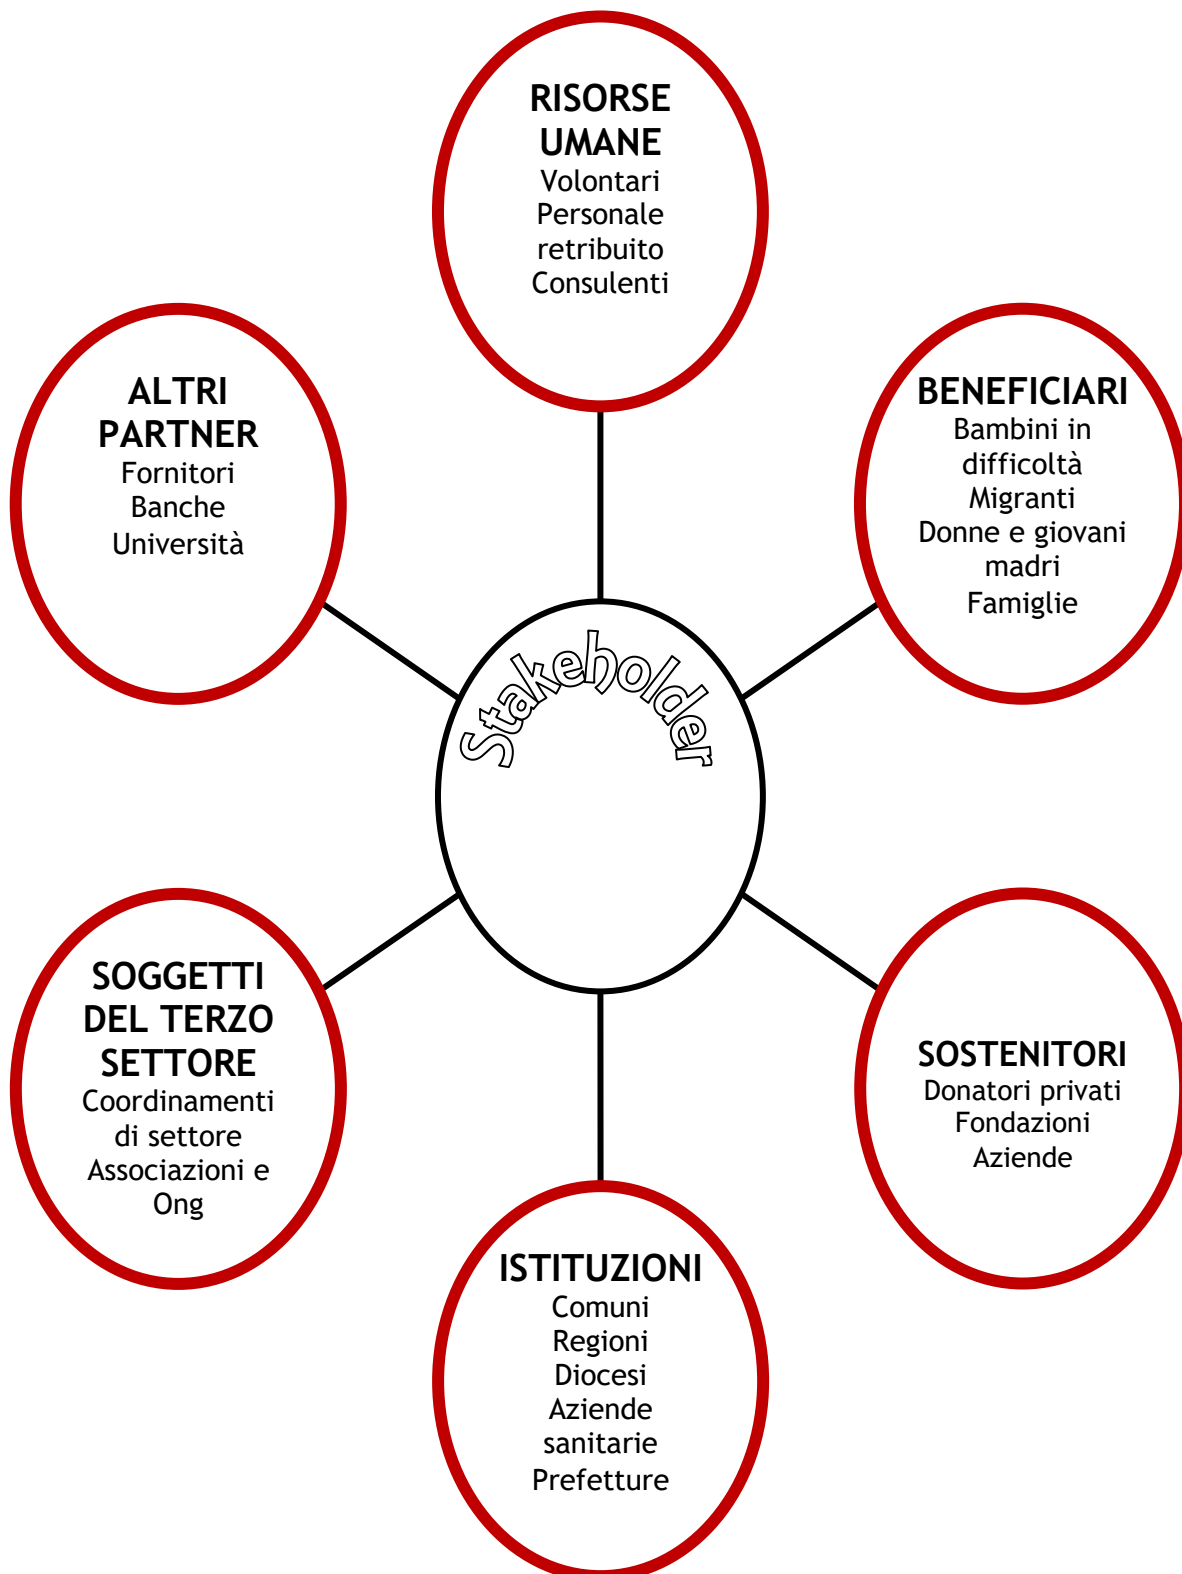 RISORSE
UMANE
Volontari
Personale
retribuito
Consulenti
ALTRI
PARTNER
Fornitori
Banche
Università
BENEFICIARI
Bambini in
difficoltà
Migranti
Donne e giovani
madri
Famiglie
Stakeholder
SOGGETTI
DEL TERZO
SETTORE
Coordinamenti
di settore
Associazioni e
Ong
SOSTENITORI
Donatori privati
Fondazioni
Aziende
ISTITUZIONI
Comuni
Regioni
Diocesi
Aziende
sanitarie
Prefetture